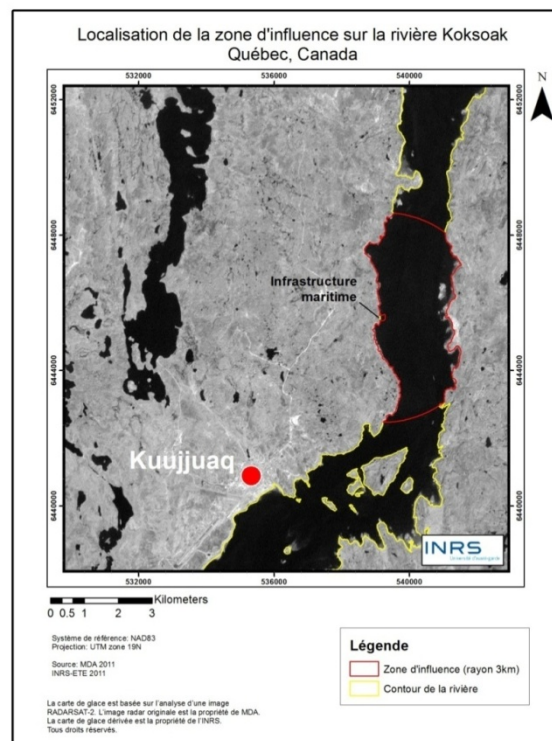 Localisation de la zone d'influence sur la rivière Koksoak
Québec, Canada
N
532000
536000
540000
6452000
6452000
6448000
6448000
Infrastructure
maritime
6444000
6444000
Kuujjuaq
6440000
6440000
INRS
532000
536000
540000
Kilometers
0 0.5 1 2 3
Système de référence: NAD83
Projection: UTM zone 19N
Source: MDA 2011
INRS-ETE 2011
Légende
Zone d'influence (rayon 3km)
Contour de la rivière
La carte de glace est basée sur l'analyse d'une image
RADARSAT-2. L'image radar originale est la propriété de MDA.
La carte de glace dérivée est la propriété de l'INRS.
Tous droits réservés.